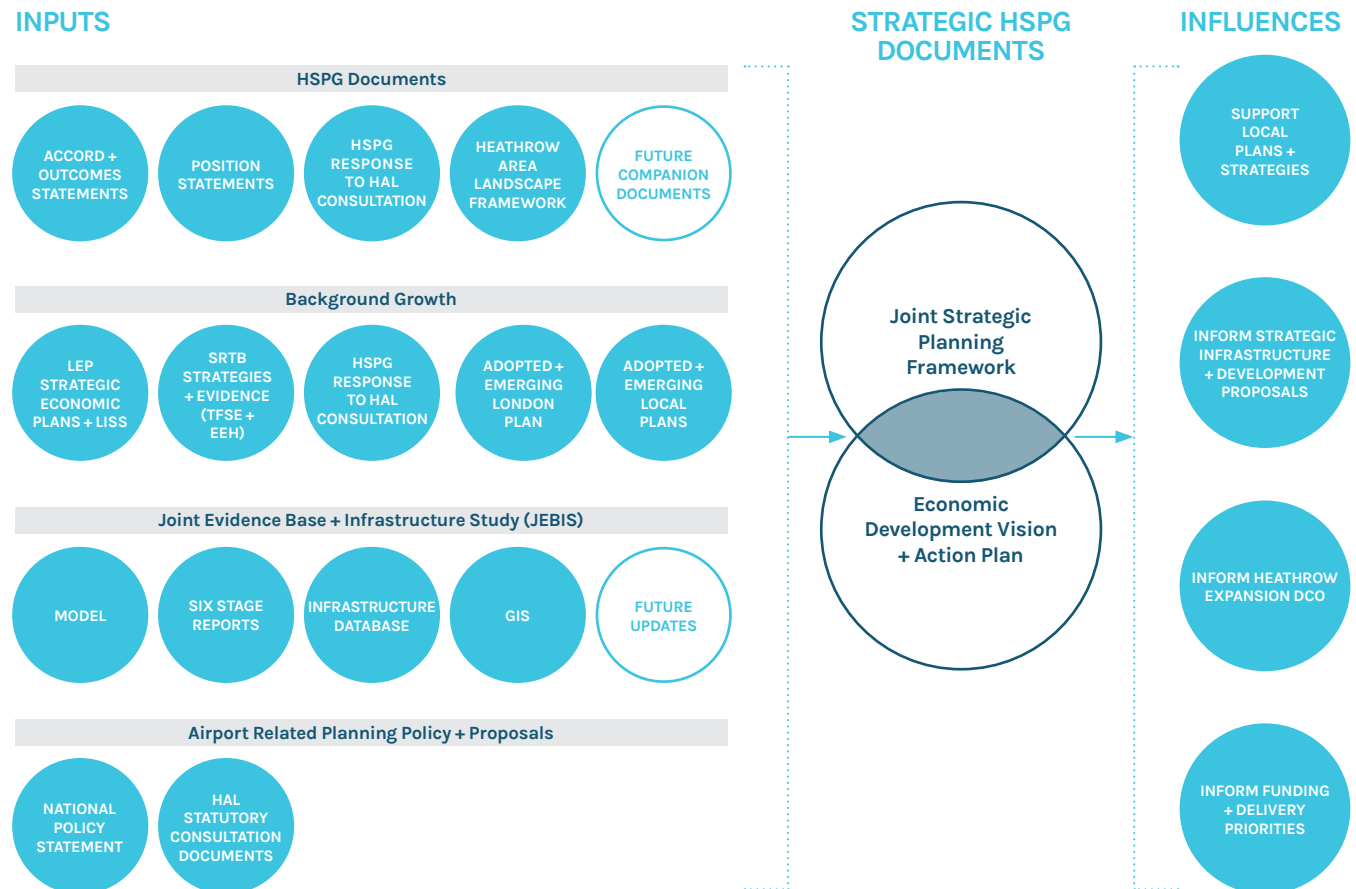 INPUTS
HSPG Documents
ACCORD +
OUTCOMES
STATEMENTS
POSITION
STATEMENTS
HSPG
RESPONSE
TO HAL
CONSULTATION
HEATHROW
AREA
LANDSCAPE
FRAMEWORK
FUTURE
COMPANION
DOCUMENTS
Background Growth
LEP
STRATEGIC
ECONOMIC
PLANS + LISS
SRTB
STRATEGIES
+ EVIDENCE
(TFSE +
EEH)
HSPG
RESPONSE
TO HAL
CONSULTATION
ADOPTED +
EMERGING
LONDON
PLAN
ADOPTED +
EMERGING
LOCAL
PLANS
Joint Evidence Base + Infrastructure Study (JEBIS)
MODEL
SIX STAGE
REPORTS
INFRASTRUCTURE
DATABASE
GIS
FUTURE
UPDATES
Airport Related Planning Policy + Proposals
NATIONAL
POLICY
STATEMENT
HAL
STATUTORY
CONSULTATION
DOCUMENTS
STRATEGIC HSPG
DOCUMENTS
Joint Strategic
Planning
Framework
Economic
Development Vision
+ Action Plan
INFLUENCES
SUPPORT
LOCAL
PLANS +
STRATEGIES
INFORM STRATEGIC
INFRASTRUCTURE
+ DEVELOPMENT
PROPOSALS
INFORM HEATHROW
EXPANSION DCO
INFORM FUNDING
+ DELIVERY
PRIORITIES